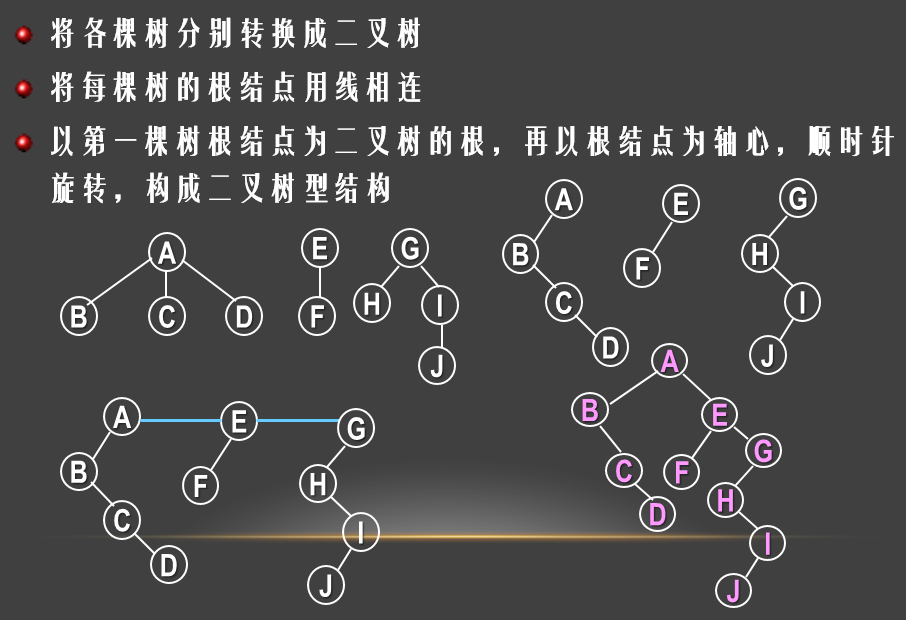 将各棵树分别转换成二叉树
将每棵树的根结点用线相连
以第一棵树根结点为二叉树的根，再以根结点为轴心，顺时针
旋转，构成二叉树型结构
A
B C D
E
F
G
H I
J
A
B
C
D
E
F
G
H
I
J
A E G
B F H
C I
D J
A
B E
C F G
D H
I
J